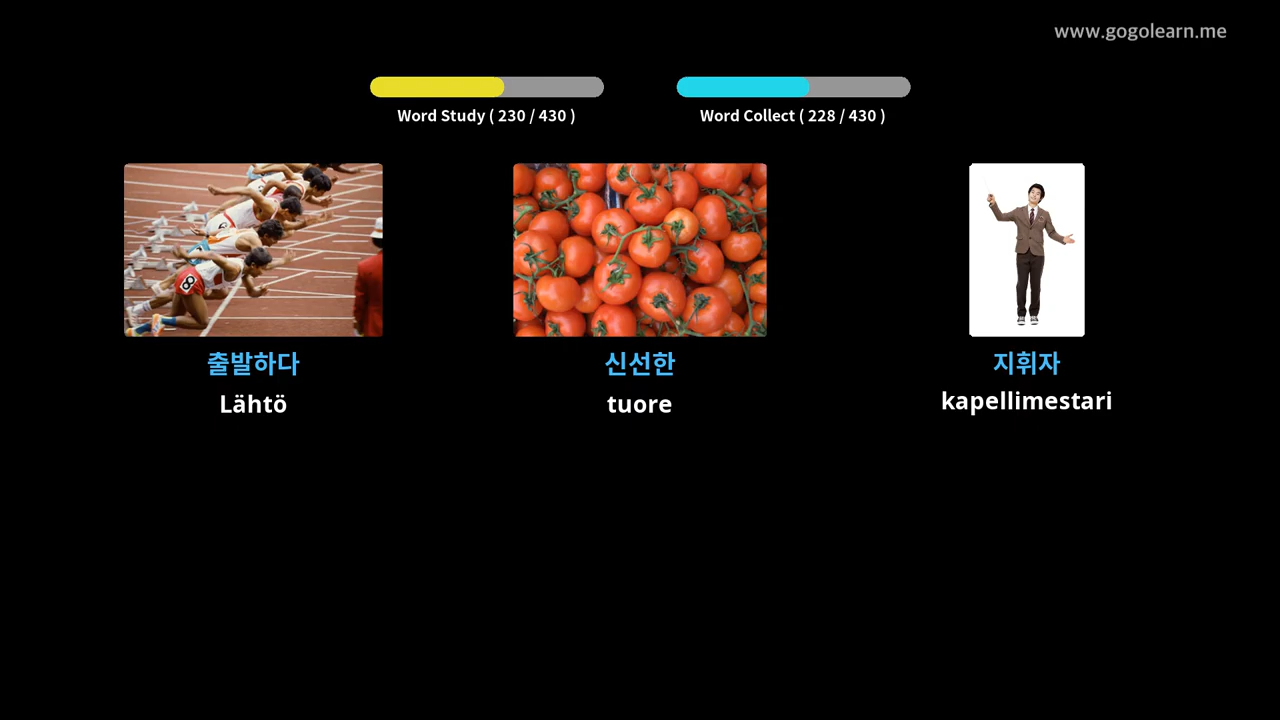 www.gogolearn.me
Word Study ( 230 / 430 )
Word Collect ( 228 / 430 )
출발하다
Lähtö
신선한
tuore
지휘자
kapellimestari